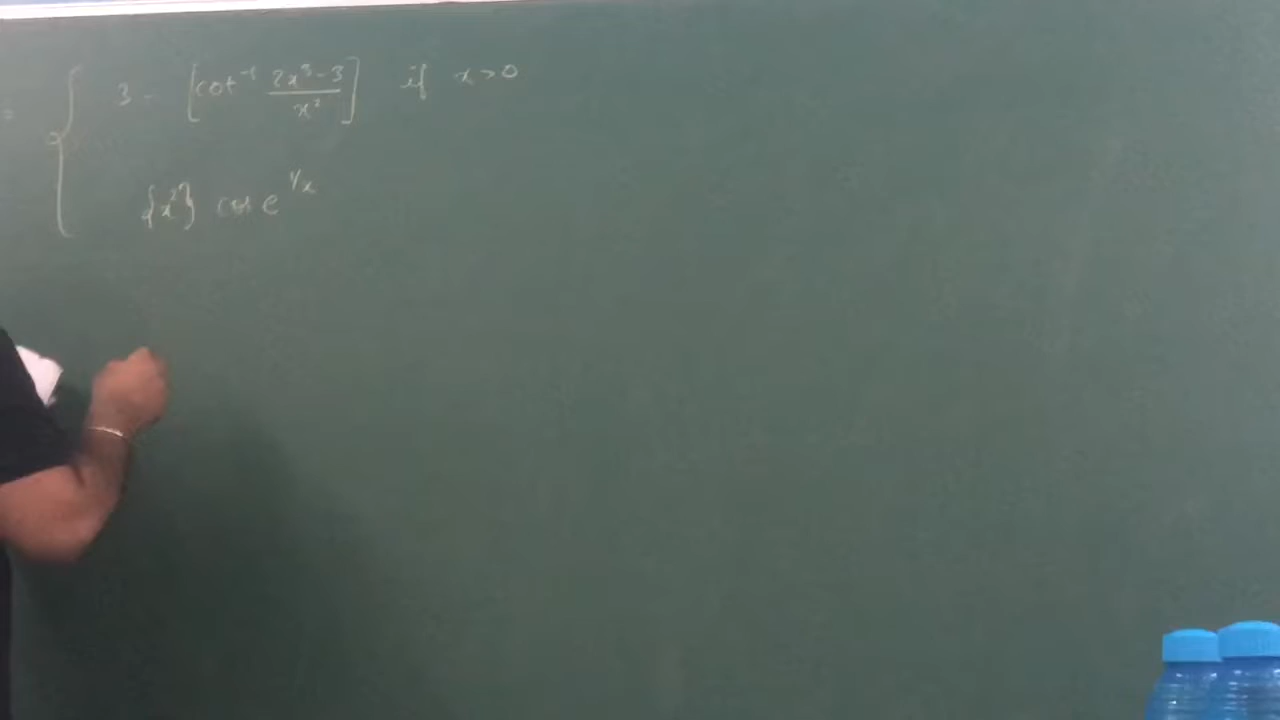 = { 3 - [cot⁻¹ (2x³-3)/x²] if x>0
{x²} cos e^{1/x}